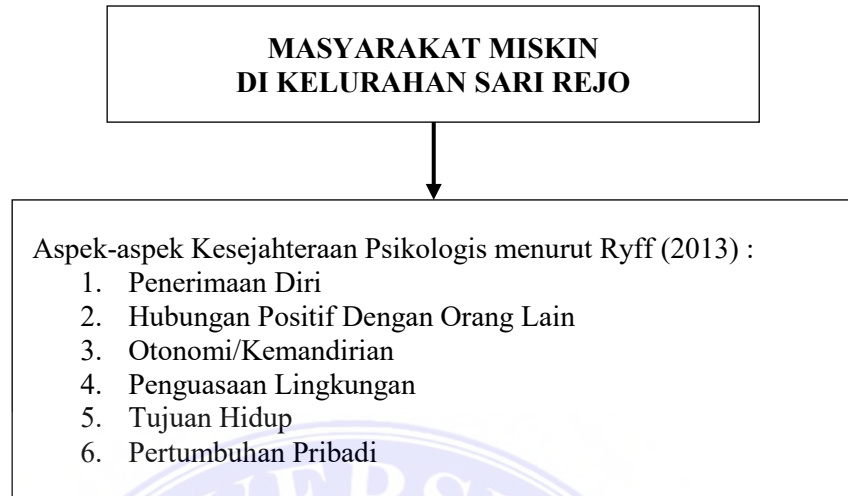 MASYARAKAT MISKIN
DI KELURAHAN SARI REJO
Aspek-aspek Kesejahteraan Psikologis menurut Ryff (2013) :
1. Penerimaan Diri
2. Hubungan Positif Dengan Orang Lain
3. Otonomi/Kemandirian
4. Penguasaan Lingkungan
5. Tujuan Hidup
6. Pertumbuhan Pribadi